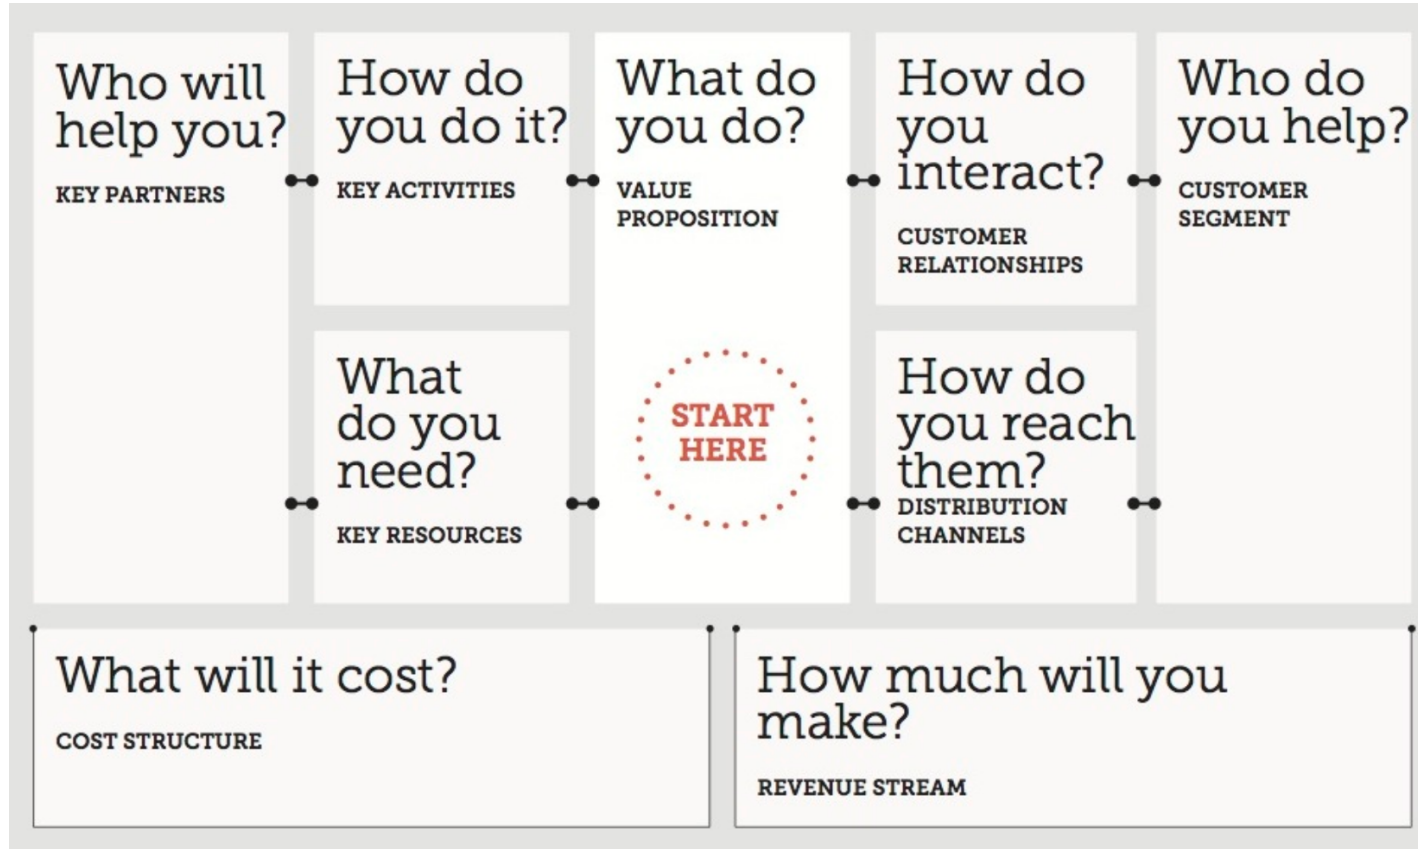 Who will
help you?
KEY PARTNERS
How do
you do it?
KEY ACTIVITIES
What
do you
need?
KEY RESOURCES
What do
you do?
VALUE
PROPOSITION
START
HERE
How do
you
interact?
CUSTOMER
RELATIONSHIPS
How do
you reach
them?
DISTRIBUTION
CHANNELS
Who do
you help?
CUSTOMER
SEGMENT
What will it cost?
COST STRUCTURE
How much will you
make?
REVENUE STREAM